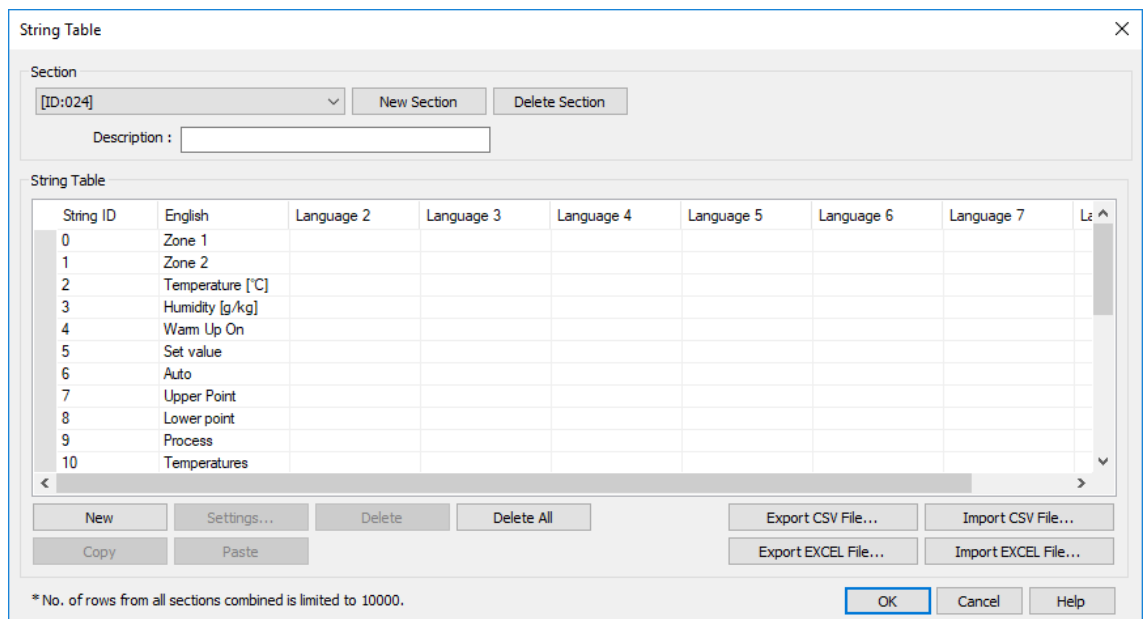 String Table
Section
[ID:024] New Section Delete Section
Description :
String Table
String ID English Language 2 Language 3 Language 4 Language 5 Language 6 Language 7 La
0 Zone 1
1 Zone 2
2 Temperature [°C]
3 Humidity [g/kg]
4 Warm Up On
5 Set value
6 Auto
7 Upper Point
8 Lower point
9 Process
10 Temperatures
New Settings... Delete Delete All Export CSV File... Import CSV File...
Copy Paste Export EXCEL File... Import EXCEL File...
* No. of rows from all sections combined is limited to 10000.
OK Cancel Help